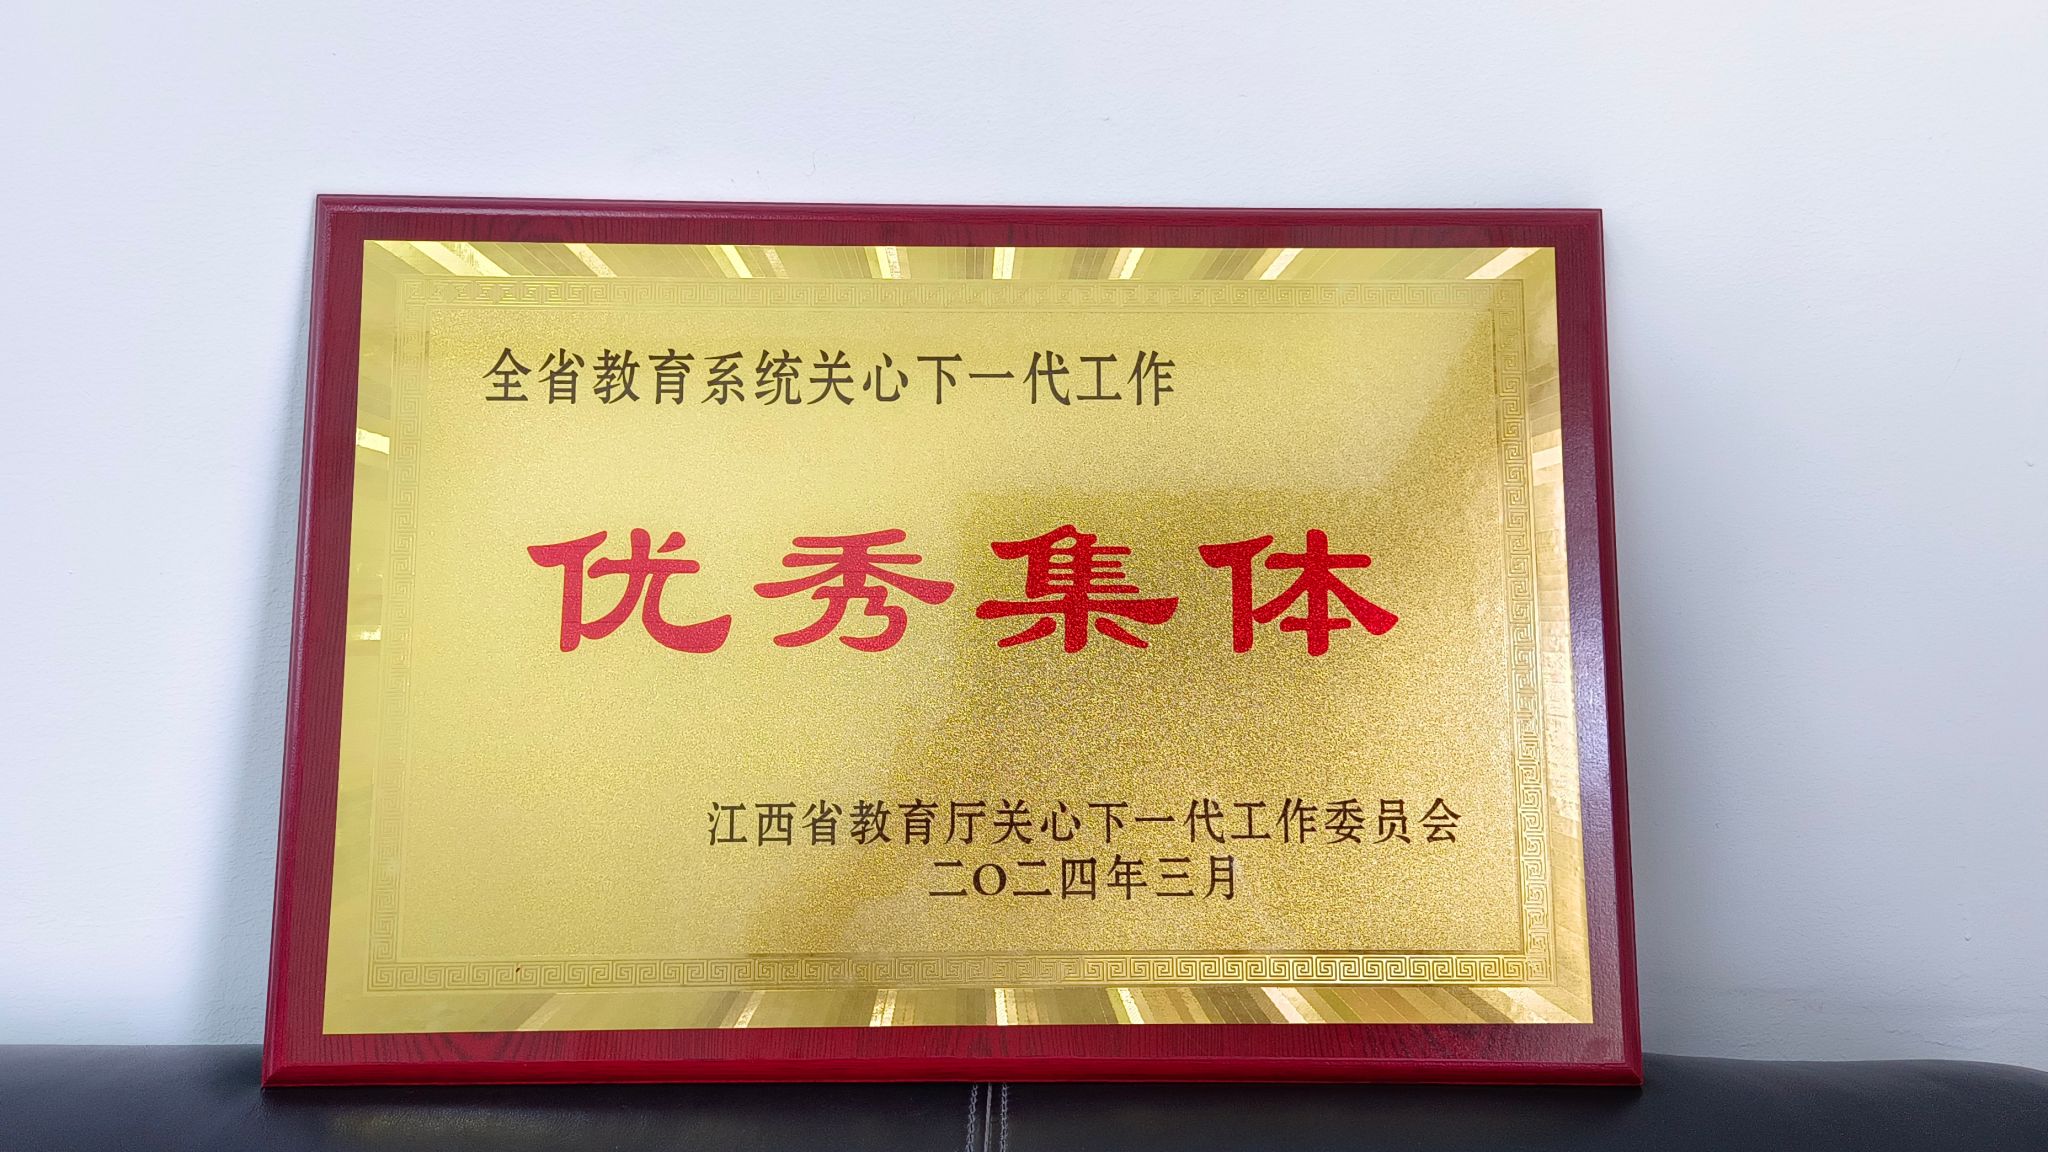 全省教育系统关心下一代工作
优秀集体
江西省教育厅关心下一代工作委员会
二〇二四年三月